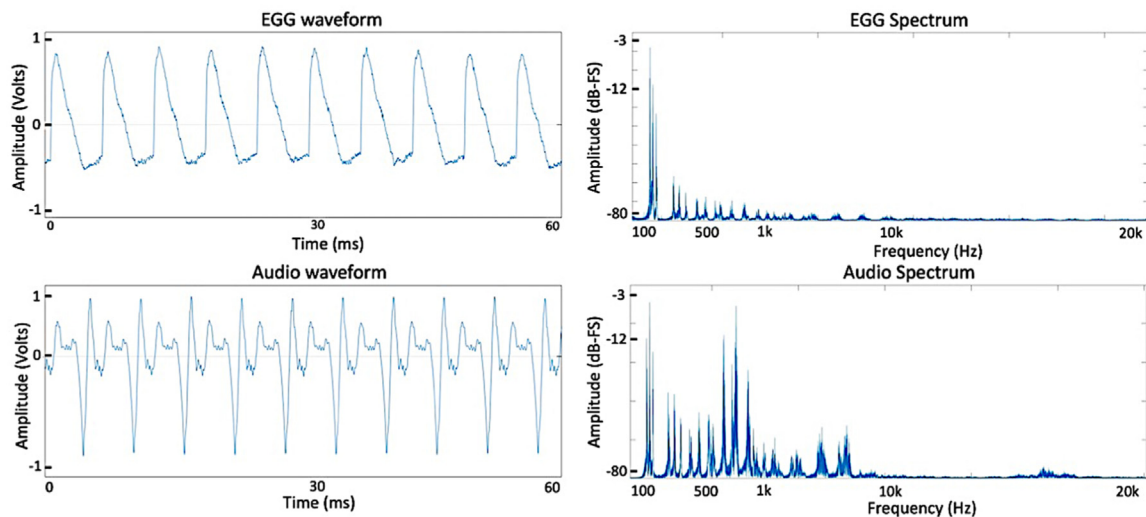 EGG waveform
1
0
-1
Amplitude (Volts)
0 30 60
Time (ms)
EGG Spectrum
-3
-12
-80
Amplitude (dB-FS)
100 500 1k 10k 20k
Frequency (Hz)
Audio waveform
1
0
-1
Amplitude (Volts)
0 30 60
Time (ms)
Audio Spectrum
-3
-12
-80
Amplitude (dB-FS)
100 500 1k 10k 20k
Frequency (Hz)